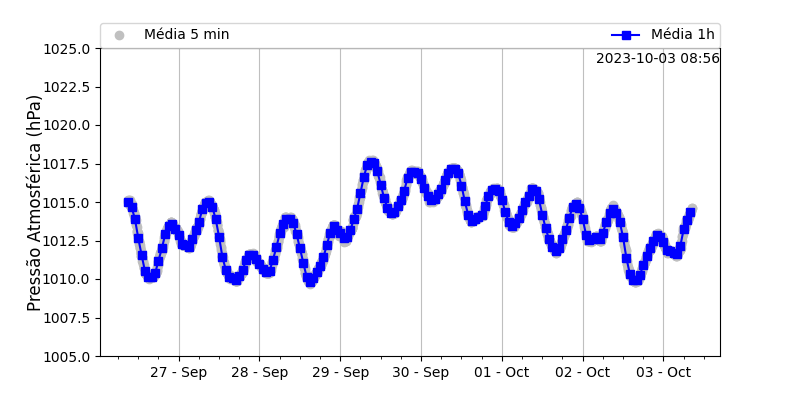 Média 5 min
Média 1h
2023-10-03 08:56
Pressão Atmosférica (hPa)
1025.0
1022.5
1020.0
1017.5
1015.0
1012.5
1010.0
1007.5
1005.0
27 - Sep
28 - Sep
29 - Sep
30 - Sep
01 - Oct
02 - Oct
03 - Oct